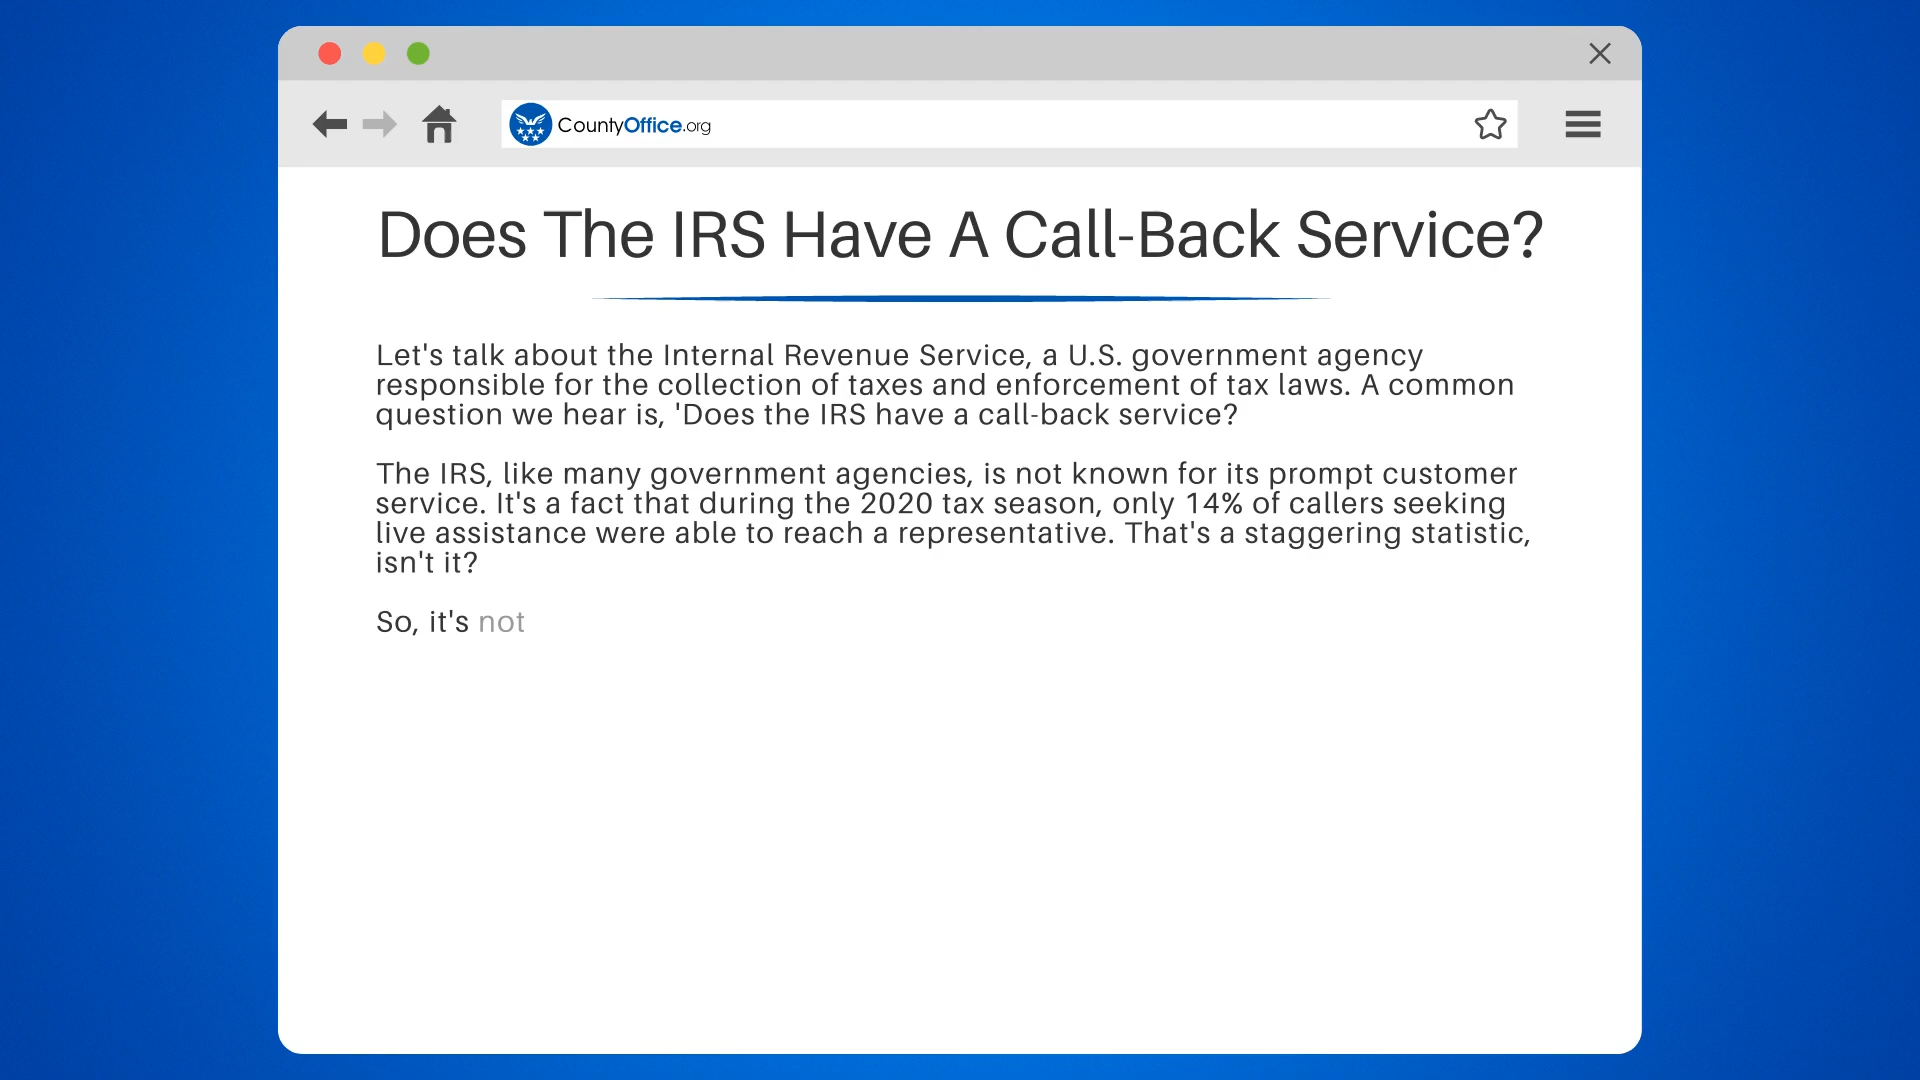 CountyOffice.org
Does The IRS Have A Call-Back Service?
Let's talk about the Internal Revenue Service, a U.S. government agency
responsible for the collection of taxes and enforcement of tax laws. A common
question we hear is, 'Does the IRS have a call-back service?
The IRS, like many government agencies, is not known for its prompt customer
service. It's a fact that during the 2020 tax season, only 14% of callers seeking
live assistance were able to reach a representative. That's a staggering statistic,
isn't it?
So, it's not